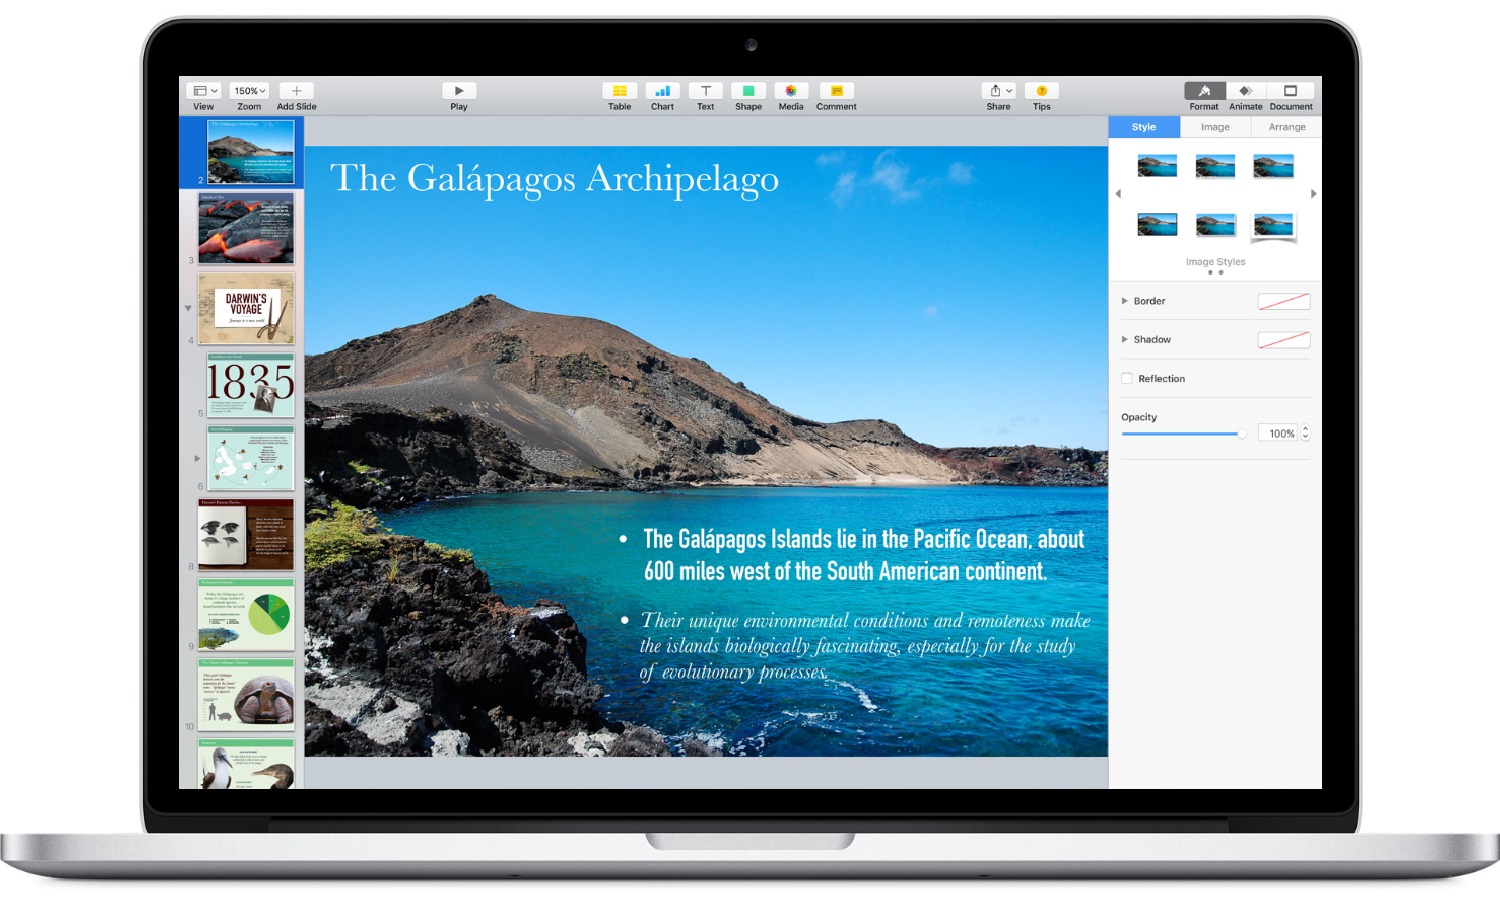 150%
View
Zoom
Add Slide
Play
Table
Chart
Text
Shape
Media
Comment
Share
Tips
Format
Animate
Document
2
3
DARWIN'S
VOYAGE
Journey to a new world
4
1835
5
6
8
9
10
The Galápagos Archipelago
• The Galápagos Islands lie in the Pacific Ocean, about
600 miles west of the South American continent.
• Their unique environmental conditions and remoteness make
the islands biologically fascinating, especially for the study
of evolutionary processes.
Style
Image
Arrange
Image Styles
Border
Shadow
Reflection
Opacity
100%